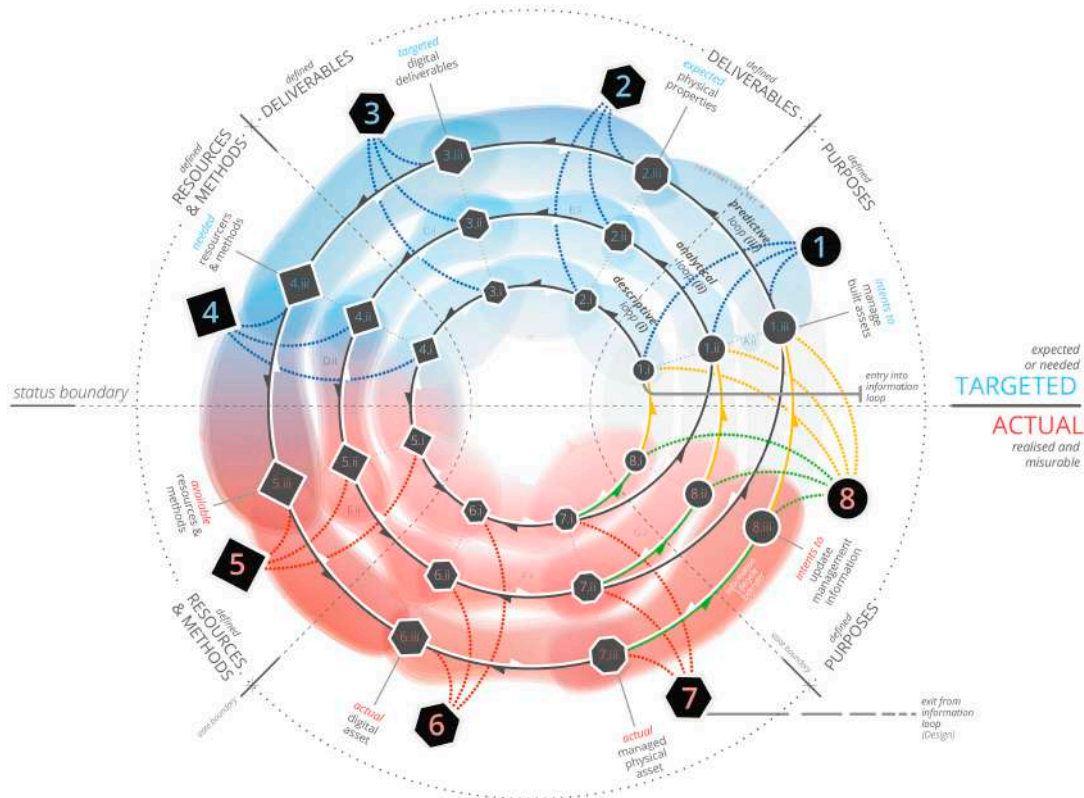 defined
DELIVERABLES
targeted
digital
deliverables
expected
physical
properties
defined
DELIVERABLES
defined
PURPOSES
defined
RESOURCES
& METHODS
needed
resourcers
& methods
3
2
1
4
3.iii
2.iii
3.ii
2.ii
3.i
2.i
4.iii
4.ii
4.i
1.iii
1.ii
1.i
predictive
loop (iii)
analytical
loop (ii)
descriptive
loop (i)
intents to
manage
built assets
entry into
information
loop
status boundary
expected
or needed
TARGETED
ACTUAL
realised and
misurable
5.i
5.ii
5.iii
8.i
8.ii
8.iii
6.i
7.i
6.ii
7.ii
6.iii
7.iii
available
resources &
methods
5
8
intents to
update
management
information
defined
RESOURCES
& METHODS
defined
PURPOSES
6
7
actual
digital
asset
actual
managed
physical
asset
exit from
information
loop
(Design)